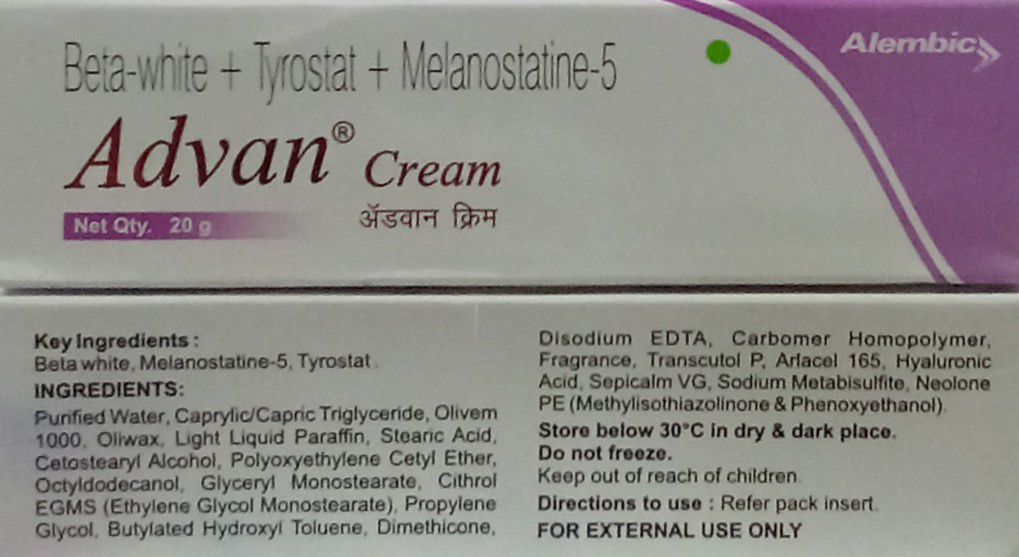 Beta-white + Tyrostat + Melanostatine-5
Alembic
Advan® Cream
Net Qty. 20 g
ॲडवान क्रिम
Key Ingredients :
Beta white, Melanostatine-5, Tyrostat.
INGREDIENTS:
Purified Water, Caprylic/Capric Triglyceride, Olivem
1000, Oliwax, Light Liquid Paraffin, Stearic Acid,
Cetostearyl Alcohol, Polyoxyethylene Cetyl Ether,
Octyldodecanol, Glyceryl Monostearate, Cithrol
EGMS (Ethylene Glycol Monostearate), Propylene
Glycol, Butylated Hydroxyl Toluene, Dimethicone,
Disodium EDTA, Carbomer Homopolymer,
Fragrance, Transcutol P, Arlacel 165, Hyaluronic
Acid, Sepicalm VG, Sodium Metabisulfite, Neolone
PE (Methylisothiazolinone & Phenoxyethanol).
Store below 30°C in dry & dark place.
Do not freeze.
Keep out of reach of children.
Directions to use : Refer pack insert.
FOR EXTERNAL USE ONLY